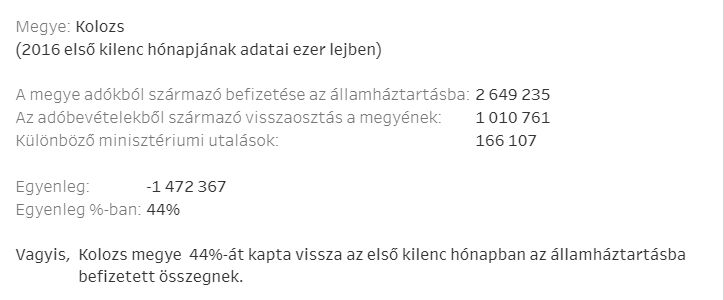 Megye: Kolozs
(2016 első kilenc hónapjának adatai ezer lejben)
A megye adókból származó befizetése az államháztartásba: 2 649 235
Az adóbevételekből származó visszaosztás a megyének: 1 010 761
Különböző minisztériumi utalások: 166 107
Egyenleg: -1 472 367
Egyenleg %-ban: 44%
Vagyis, Kolozs megye 44%-át kapta vissza az első kilenc hónapban az államháztartásba
befizetett összegnek.